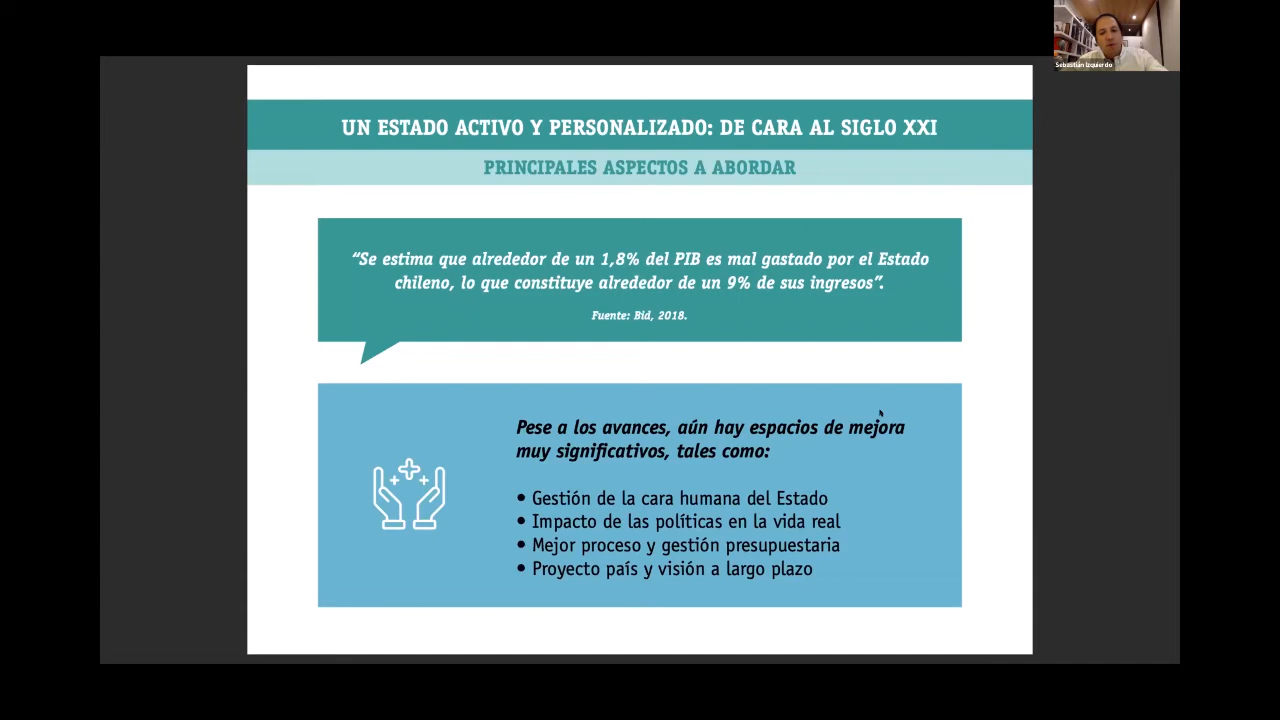 Sebastián Izquierdo
UN ESTADO ACTIVO Y PERSONALIZADO: DE CARA AL SIGLO XXI
PRINCIPALES ASPECTOS A ABORDAR
“Se estima que alrededor de un 1,8% del PIB es mal gastado por el Estado
chileno, lo que constituye alrededor de un 9% de sus ingresos”.
Fuente: Bid, 2018.
Pese a los avances, aún hay espacios de mejora
muy significativos, tales como:
• Gestión de la cara humana del Estado
• Impacto de las políticas en la vida real
• Mejor proceso y gestión presupuestaria
• Proyecto país y visión a largo plazo